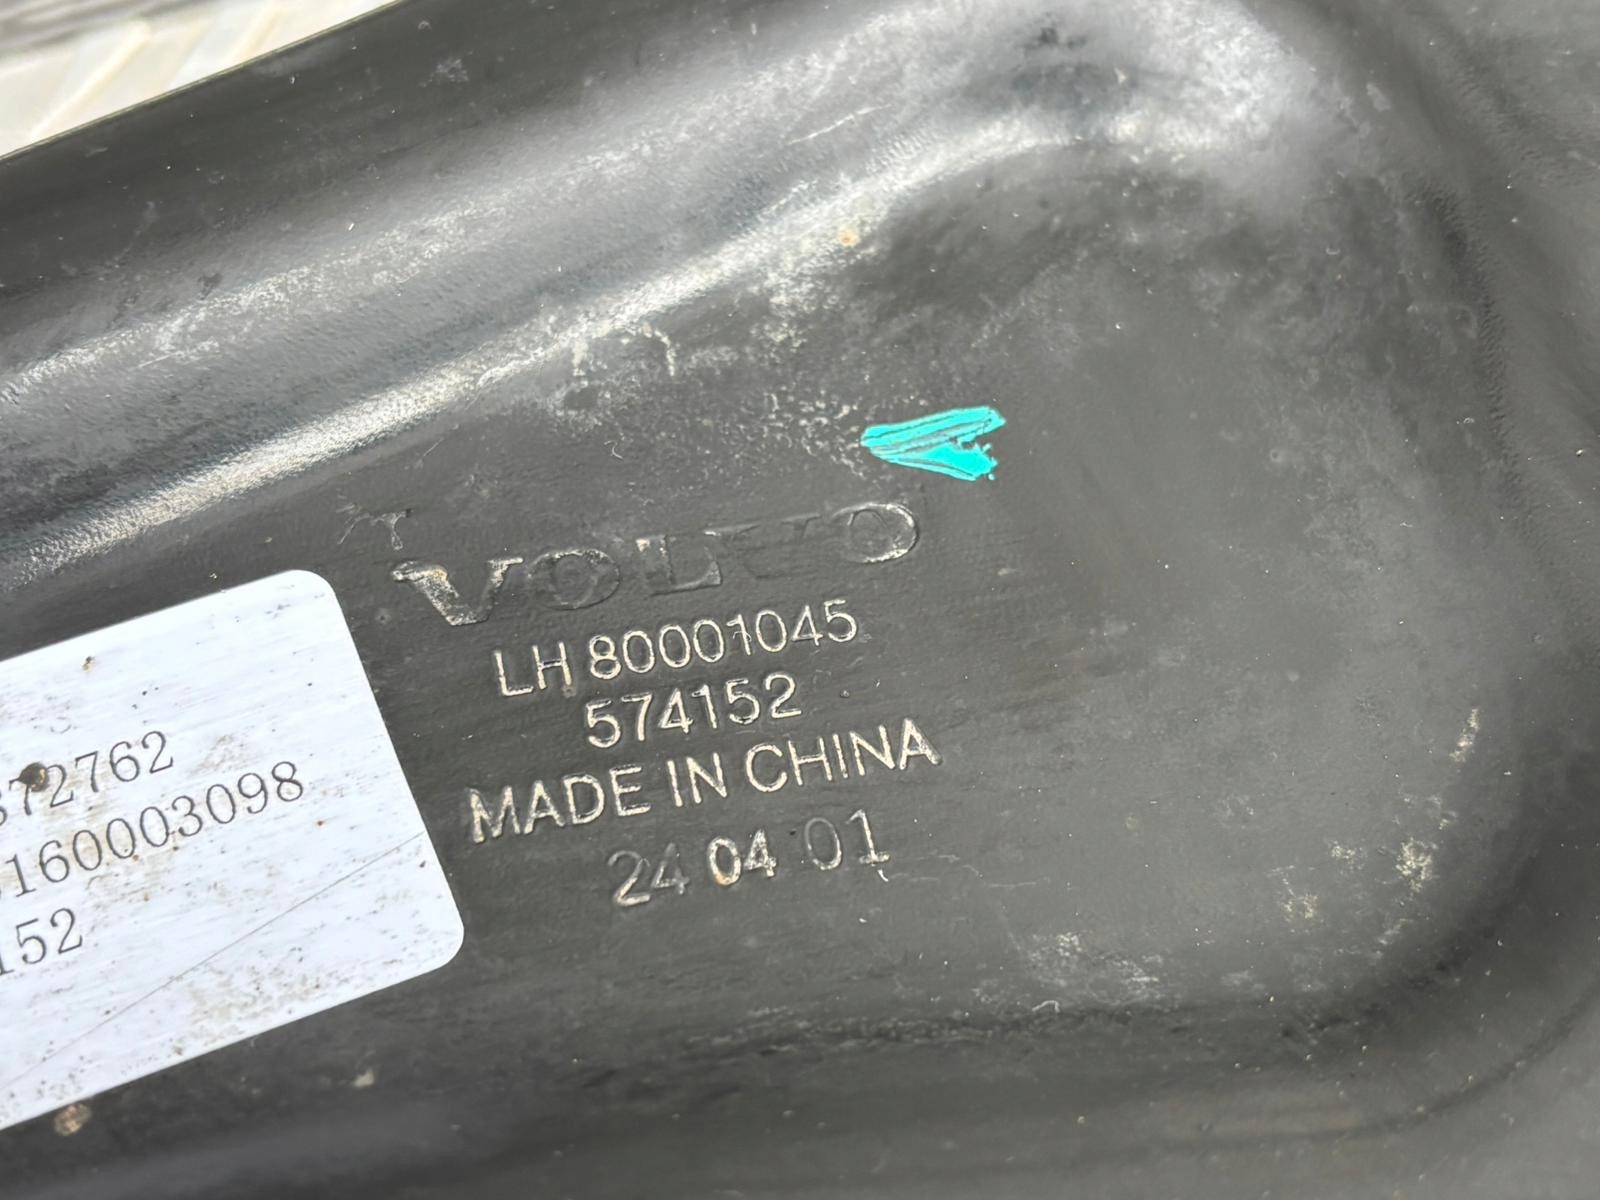 VOLVO
LH 80001045
574152
MADE IN CHINA
24 04 01
372762
160003098
152